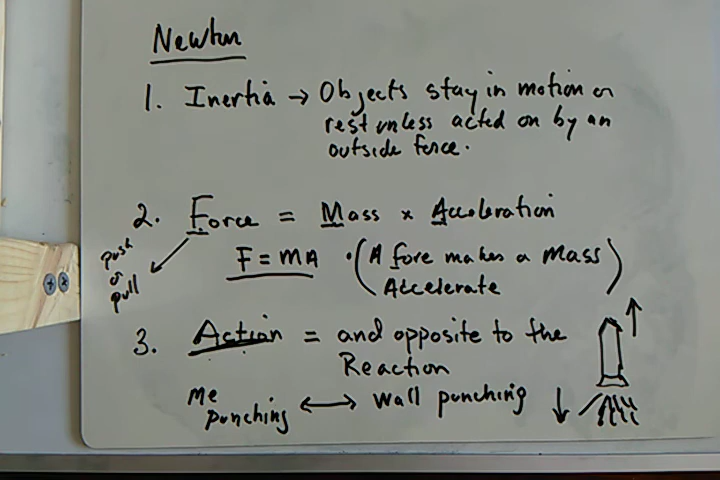 Newton
1. Inertia → Objects stay in motion or
rest unless acted on by an
outside force.
2. Force = Mass × Acceleration
push
or
pull
F = MA • (A force makes a Mass
Accelerate)
3. Action = and opposite to the
Reaction
Me
punching ↔ Wall punching